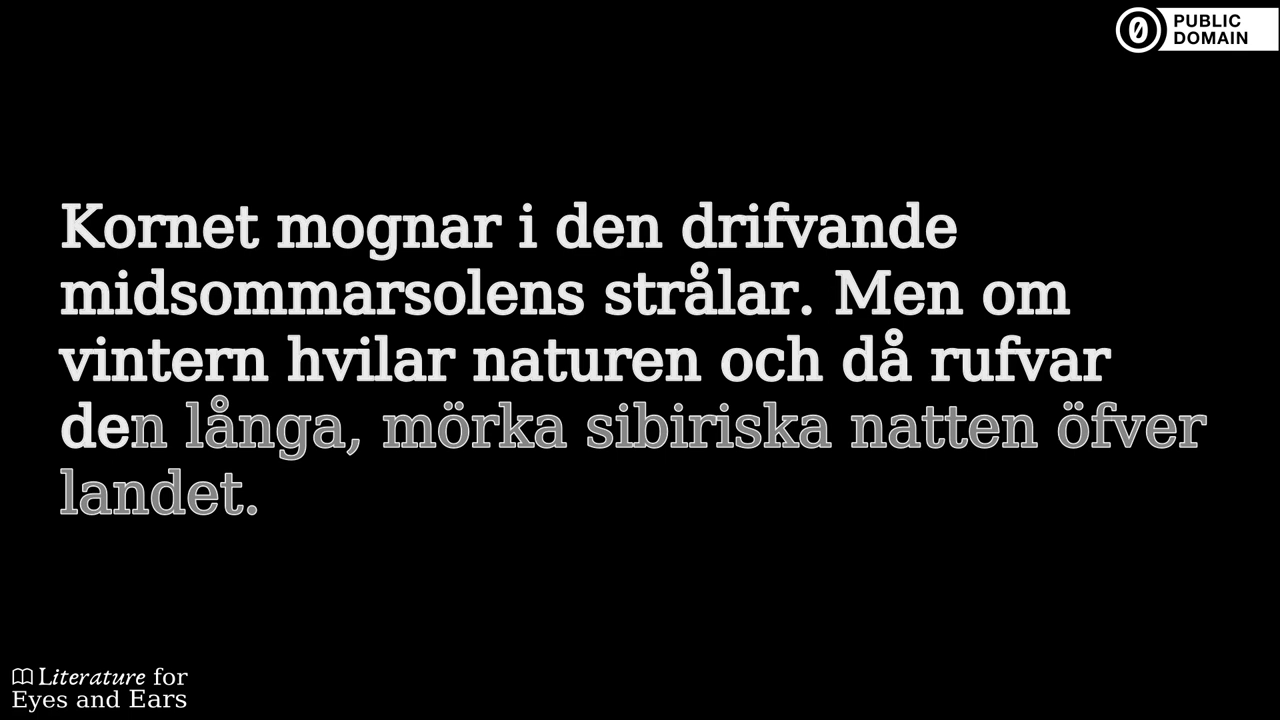 PUBLIC
DOMAIN
Kornet mognar i den drifvande
midsommarsolens strålar. Men om
vintern hvilar naturen och då rufvar
den långa, mörka sibiriska natten öfver
landet.
Literature for
Eyes and Ears